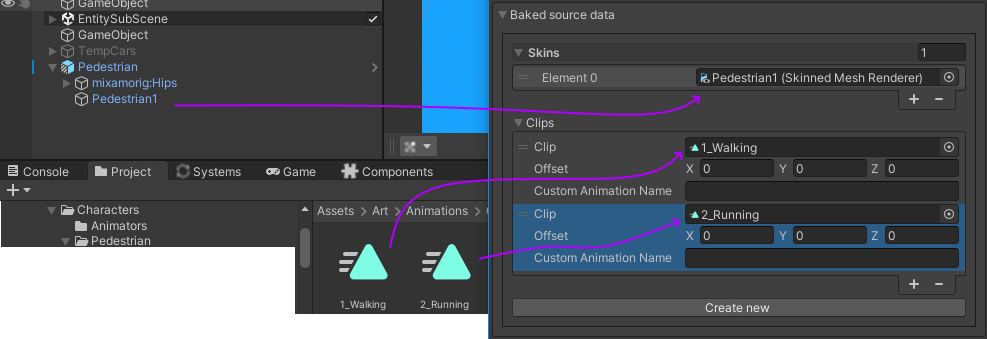 GameObject
EntitySubScene
GameObject
TempCars
Pedestrian
mixamorig:Hips
Pedestrian1
Console
Project
Systems
Game
Components
Characters
Animators
Pedestrian
Assets > Art > Animations >
1_Walking
2_Running
Baked source data
Skins
1
Element 0
Pedestrian1 (Skinned Mesh Renderer)
Clips
Clip
1_Walking
Offset
X 0 Y 0 Z 0
Custom Animation Name
Clip
2_Running
Offset
X 0 Y 0 Z 0
Custom Animation Name
Create new